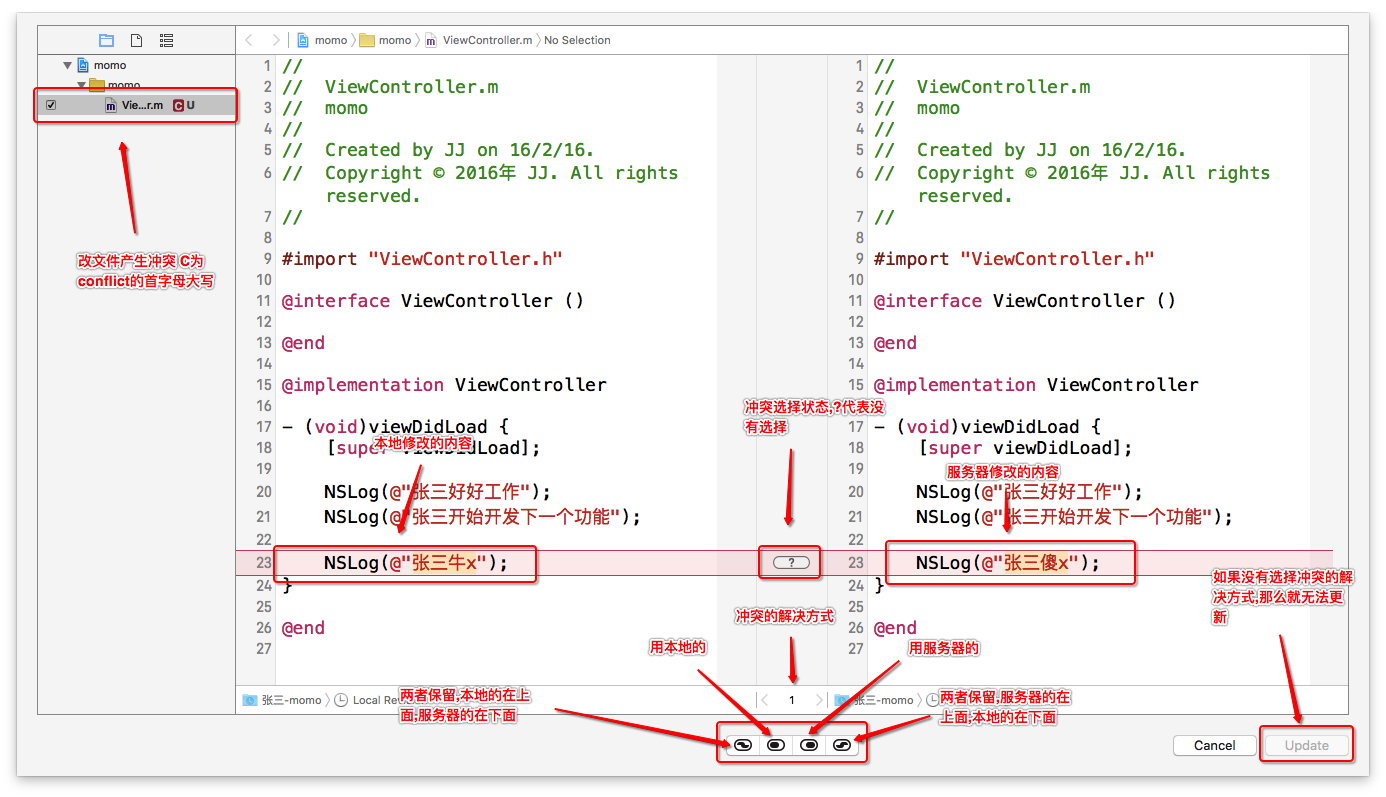 momo
momo
Vie...r.m C U
改文件产生冲突 C为
conflict的首字母大写
momo 〉 momo 〉 ViewController.m 〉 No Selection
1 //
2 // ViewController.m
3 // momo
4 //
5 // Created by JJ on 16/2/16.
6 // Copyright © 2016年 JJ. All rights
reserved.
7 //
8
9 #import "ViewController.h"
10
11 @interface ViewController ()
12
13 @end
14
15 @implementation ViewController
16
17 - (void)viewDidLoad {
18 [super viewDidLoad];
本地修改的内容
19
20 NSLog(@"张三好好工作");
21 NSLog(@"张三开始开发下一个功能");
22
23 NSLog(@"张三牛x");
24 }
25
26 @end
27
冲突选择状态,?代表没
有选择
?
冲突的解决方式
1 //
2 // ViewController.m
3 // momo
4 //
5 // Created by JJ on 16/2/16.
6 // Copyright © 2016年 JJ. All rights
reserved.
7 //
8
9 #import "ViewController.h"
10
11 @interface ViewController ()
12
13 @end
14
15 @implementation ViewController
16
17 - (void)viewDidLoad {
18 [super viewDidLoad];
服务器修改的内容
19
20 NSLog(@"张三好好工作");
21 NSLog(@"张三开始开发下一个功能");
22
23 NSLog(@"张三傻x");
24 }
25
26 @end
27
如果没有选择冲突的解
决方式,那么就无法更
新
用本地的
用服务器的
张三-momo 〉 Local Re
两者保留,本地的在上
面,服务器的在下面
1
张三-momo 〉
两者保留,服务器的在
上面,本地的在下面
Cancel
Update